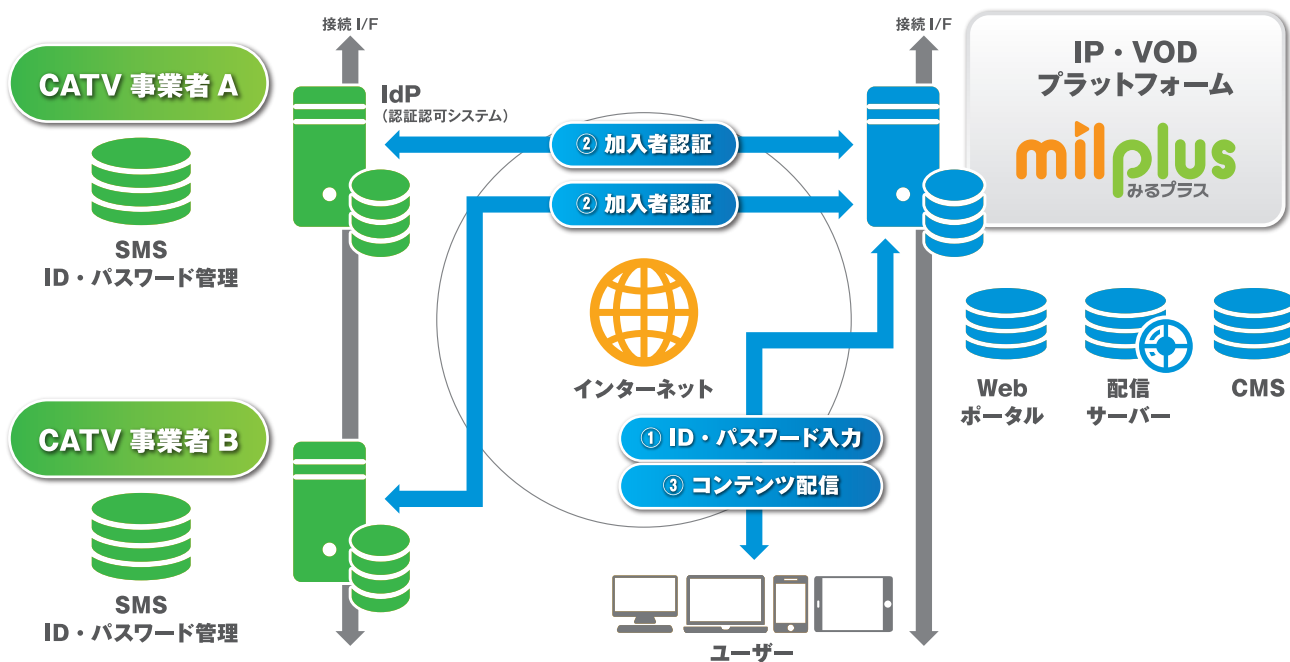 接続 I/F
CATV 事業者 A
SMS
ID・パスワード管理
IdP
（認証認可システム）
② 加入者認証
② 加入者認証
接続 I/F
IP・VOD
プラットフォーム
milplus
みるプラス
Web
ポータル
配信
サーバー
CMS
インターネット
CATV 事業者 B
SMS
ID・パスワード管理
① ID・パスワード入力
③ コンテンツ配信
ユーザー